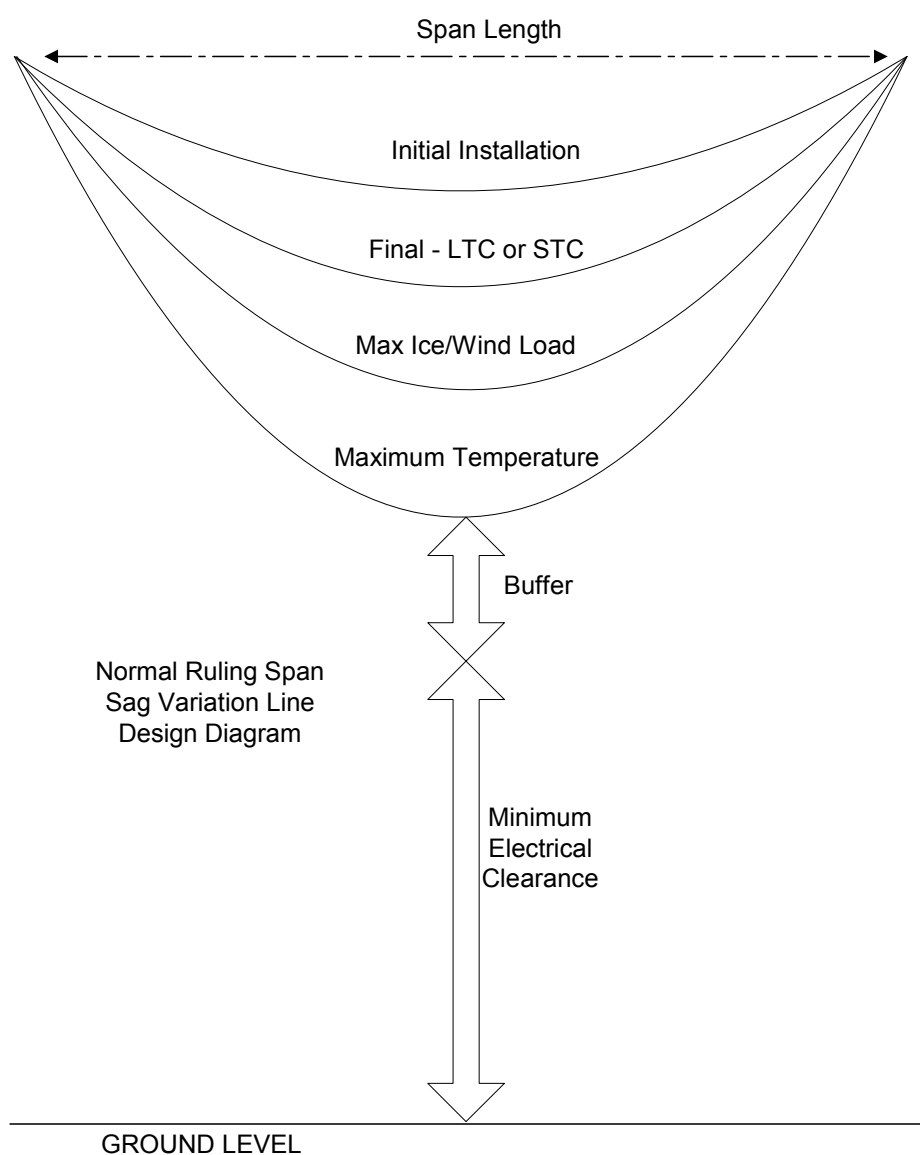 Span Length
Initial Installation
Final - LTC or STC
Max Ice/Wind Load
Maximum Temperature
Buffer
Normal Ruling Span
Sag Variation Line
Design Diagram
Minimum
Electrical
Clearance
GROUND LEVEL